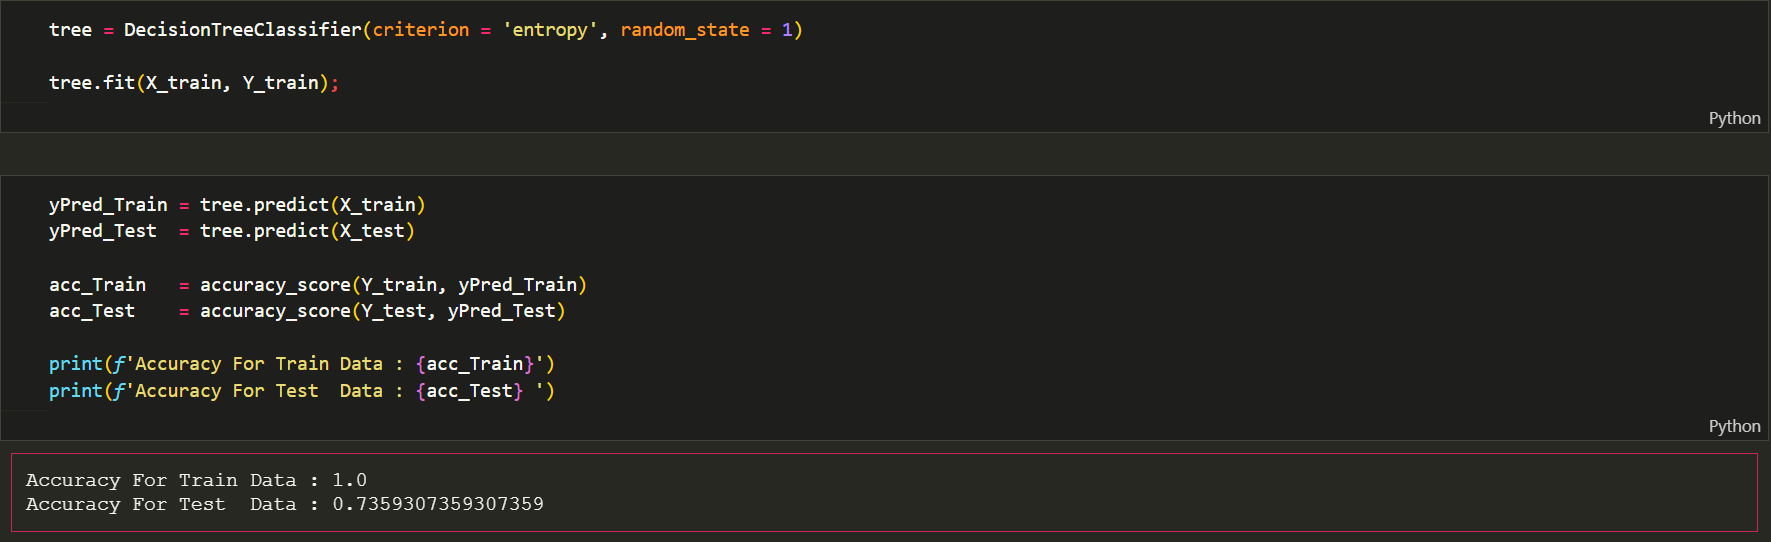 tree = DecisionTreeClassifier(criterion = 'entropy', random_state = 1)
tree.fit(X_train, Y_train);
Python
yPred_Train = tree.predict(X_train)
yPred_Test  = tree.predict(X_test)
acc_Train   = accuracy_score(Y_train, yPred_Train)
acc_Test    = accuracy_score(Y_test, yPred_Test)
print(f'Accuracy For Train Data : {acc_Train}')
print(f'Accuracy For Test  Data : {acc_Test} ')
Python
Accuracy For Train Data : 1.0
Accuracy For Test  Data : 0.7359307359307359